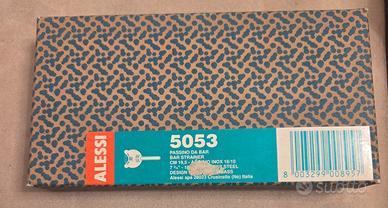 ALESSI
5053
PASSINO DA BAR
BAR STRAINER
CM 19,5 - INOX 18/10
STEEL
DESIGN
Alessi spa Crusinallo (No) Italia
8 003299 008957
subito